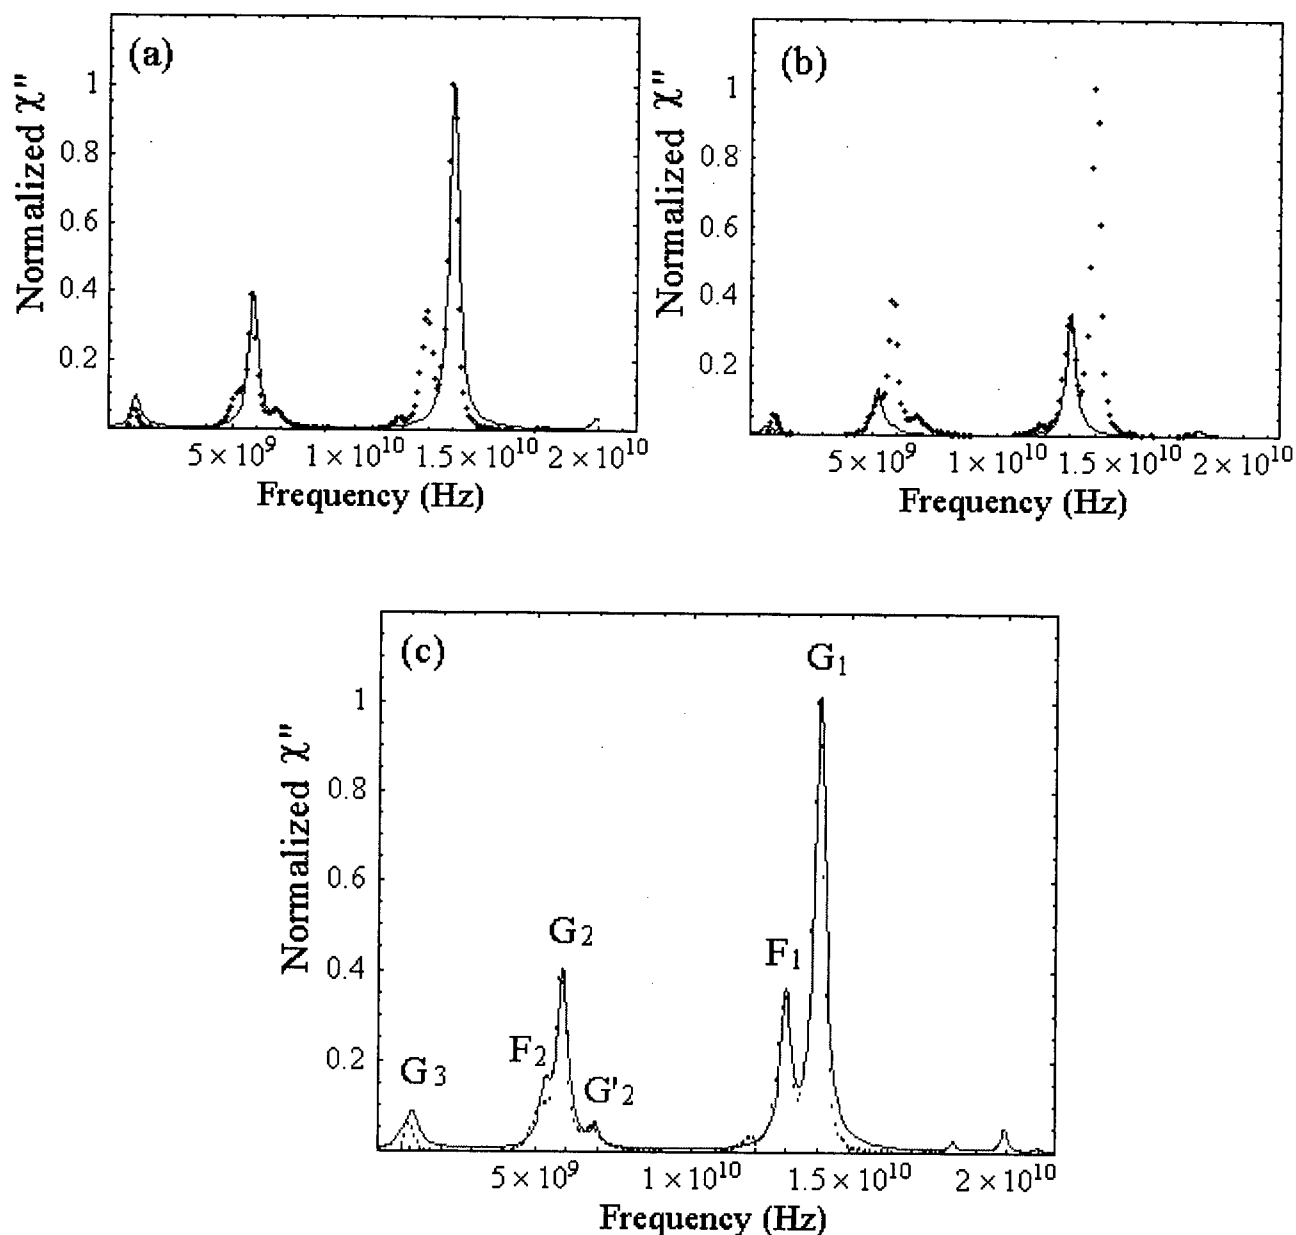 (a)
Normalized χ"
1
0.8
0.6
0.4
0.2
5 × 10⁹ 1 × 10¹⁰ 1.5 × 10¹⁰ 2 × 10¹⁰
Frequency (Hz)
(b)
Normalized χ"
1
0.8
0.6
0.4
0.2
5 × 10⁹ 1 × 10¹⁰ 1.5 × 10¹⁰ 2 × 10¹⁰
Frequency (Hz)
(c)
Normalized χ"
1
0.8
0.6
0.4
0.2
G₃
F₂
G₂
G'₂
F₁
G₁
5 × 10⁹ 1 × 10¹⁰ 1.5 × 10¹⁰ 2 × 10¹⁰
Frequency (Hz)